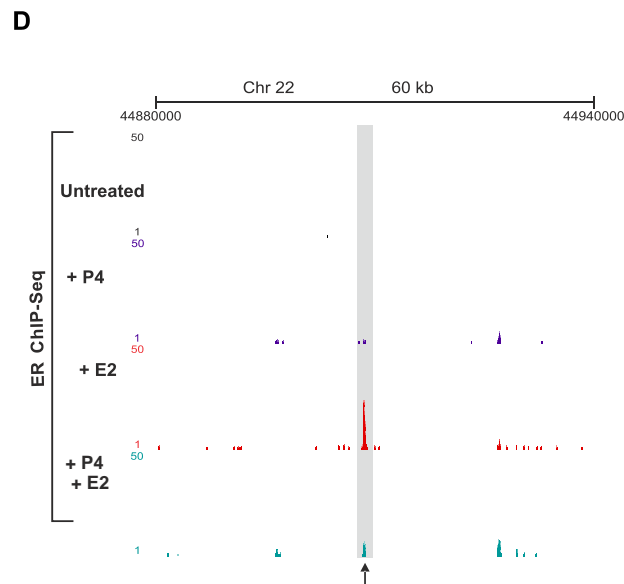 D
Chr 22 60 kb
44880000 44940000
50
Untreated
1
50
+ P4
1
50
+ E2
1
50
+ P4
+ E2
1
ER ChIP-Seq